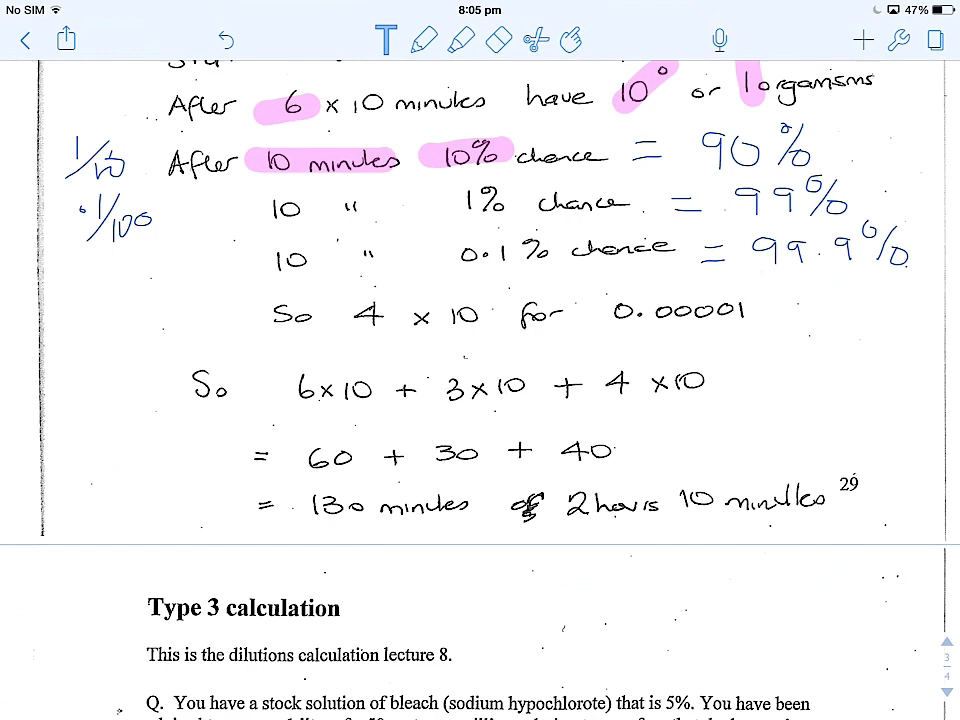 No SIM 8:05 pm 47%
After 6 x 10 minutes have 10° or 1 organisms
1/10 After 10 minutes 10% chance = 90%
.1/100 10 " 1% chance = 99%
10 " 0.1% chance = 99.9%
So 4 x 10 for 0.00001
So 6x10 + 3x10 + 4 x10
= 60 + 30 + 40
= 130 minutes 2 hours 10 minutes 29
Type 3 calculation
3
This is the dilutions calculation lecture 8.
4
Q. You have a stock solution of bleach (sodium hypochlorote) that is 5%. You have been